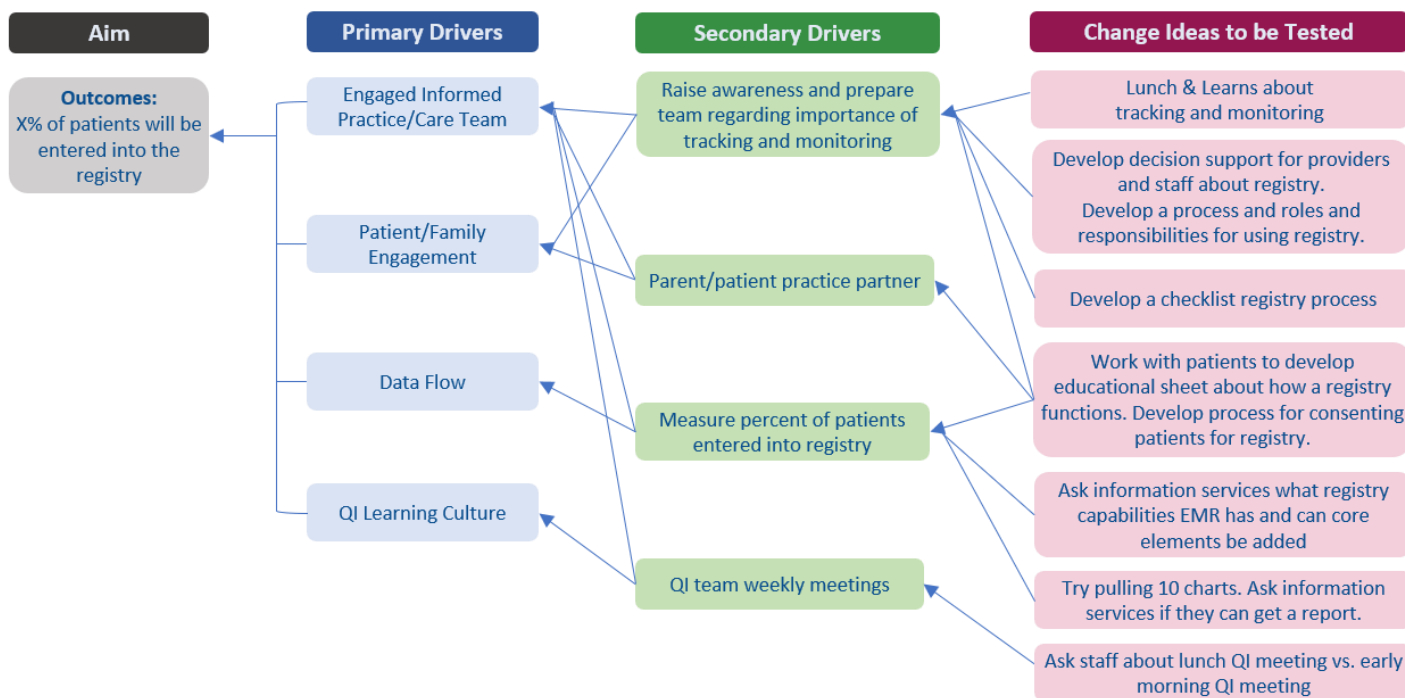 Aim
Primary Drivers
Secondary Drivers
Change Ideas to be Tested
Outcomes:
X% of patients will be
entered into the
registry
Engaged Informed
Practice/Care Team
Patient/Family
Engagement
Data Flow
QI Learning Culture
Raise awareness and prepare
team regarding importance of
tracking and monitoring
Parent/patient practice partner
Measure percent of patients
entered into registry
QI team weekly meetings
Lunch & Learns about
tracking and monitoring
Develop decision support for providers
and staff about registry.
Develop a process and roles and
responsibilities for using registry.
Develop a checklist registry process
Work with patients to develop
educational sheet about how a registry
functions. Develop process for consenting
patients for registry.
Ask information services what registry
capabilities EMR has and can core
elements be added
Try pulling 10 charts. Ask information
services if they can get a report.
Ask staff about lunch QI meeting vs. early
morning QI meeting